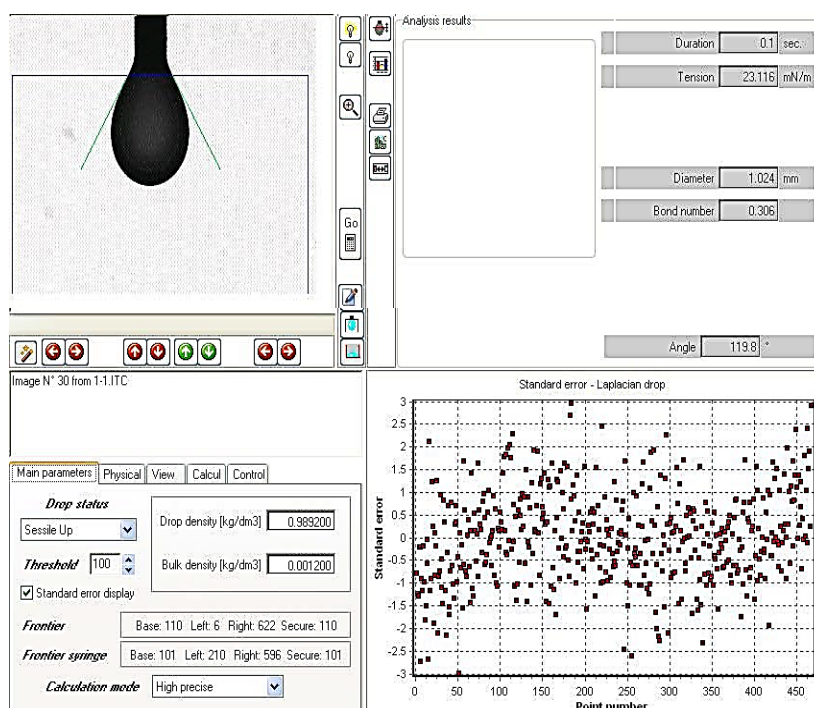 Go
Analysis results
Duration 0.1 sec.
Tension 23.116 mN/m
Diameter 1.024 mm
Bond number 0.306
Angle 119.8 °
Image N° 30 from 1-1.ITC
Main parameters Physical View Calcul Control
Drop status
Sessile Up
Threshold 100
Standard error display
Drop density [kg/dm3] 0.989200
Bulk density [kg/dm3] 0.001200
Frontier Base: 110 Left: 6 Right: 622 Secure: 110
Frontier syringe Base: 101 Left: 210 Right: 596 Secure: 101
Calculation mode High precise
Standard error - Laplacian drop
Standard error
3
2.5
2
1.5
1
0.5
0
-0.5
-1
-1.5
-2
-2.5
-3
0 50 100 150 200 250 300 350 400 450
Point number